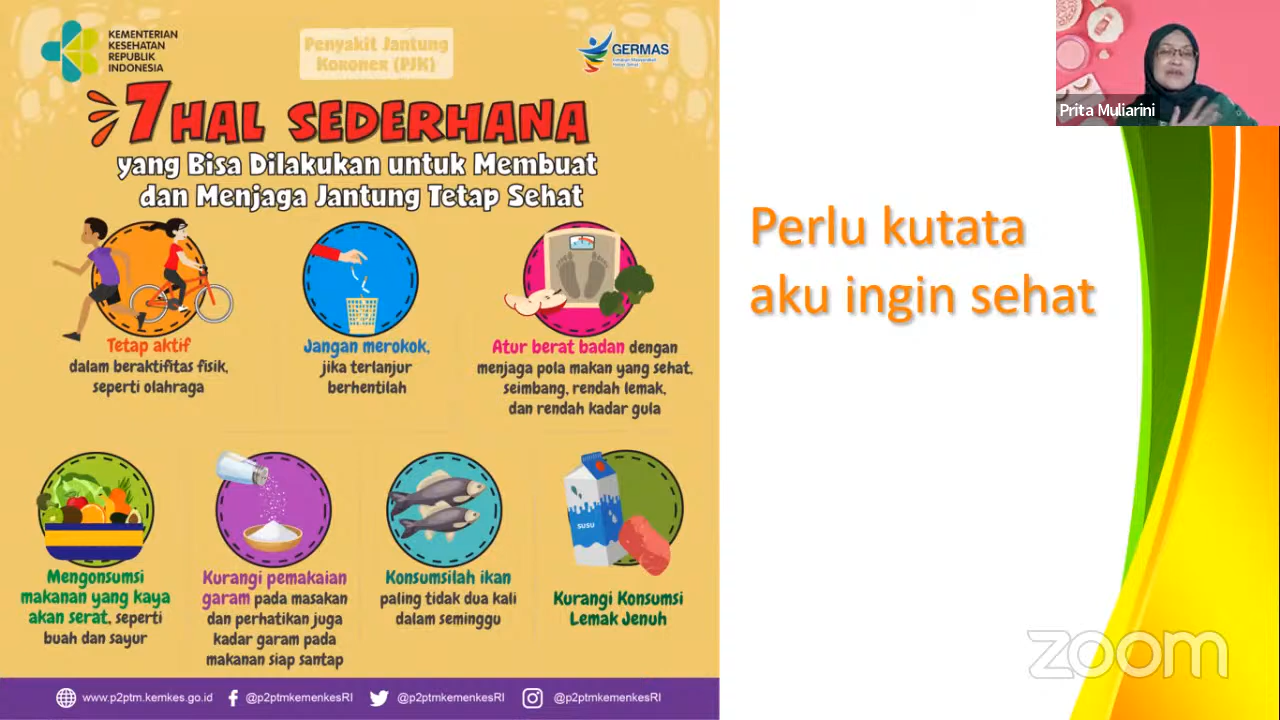 KEMENTERIAN
KESEHATAN
REPUBLIK
INDONESIA
Penyakit Jantung
Koroner (PJK)
GERMAS
7 HAL SEDERHANA
yang Bisa Dilakukan untuk Membuat
dan Menjaga Jantung Tetap Sehat
Tetap aktif
dalam beraktifitas fisik,
seperti olahraga
Jangan merokok,
jika terlanjur
berhentilah
Atur berat badan dengan
menjaga pola makan yang sehat,
seimbang, rendah lemak,
dan rendah kadar gula
Mengonsumsi
makanan yang kaya
akan serat, seperti
buah dan sayur
Kurangi pemakaian
garam pada masakan
dan perhatikan juga
kadar garam pada
makanan siap santap
Konsumsilah ikan
paling tidak dua kali
dalam seminggu
SUSU
Kurangi Konsumsi
Lemak Jenuh
www.p2ptm.kemkes.go.id @p2ptmkemenkesRI @p2ptmkemenkesRI @p2ptmkemenkesRI
Prita Muliarini
Perlu kutata
aku ingin sehat
zoom